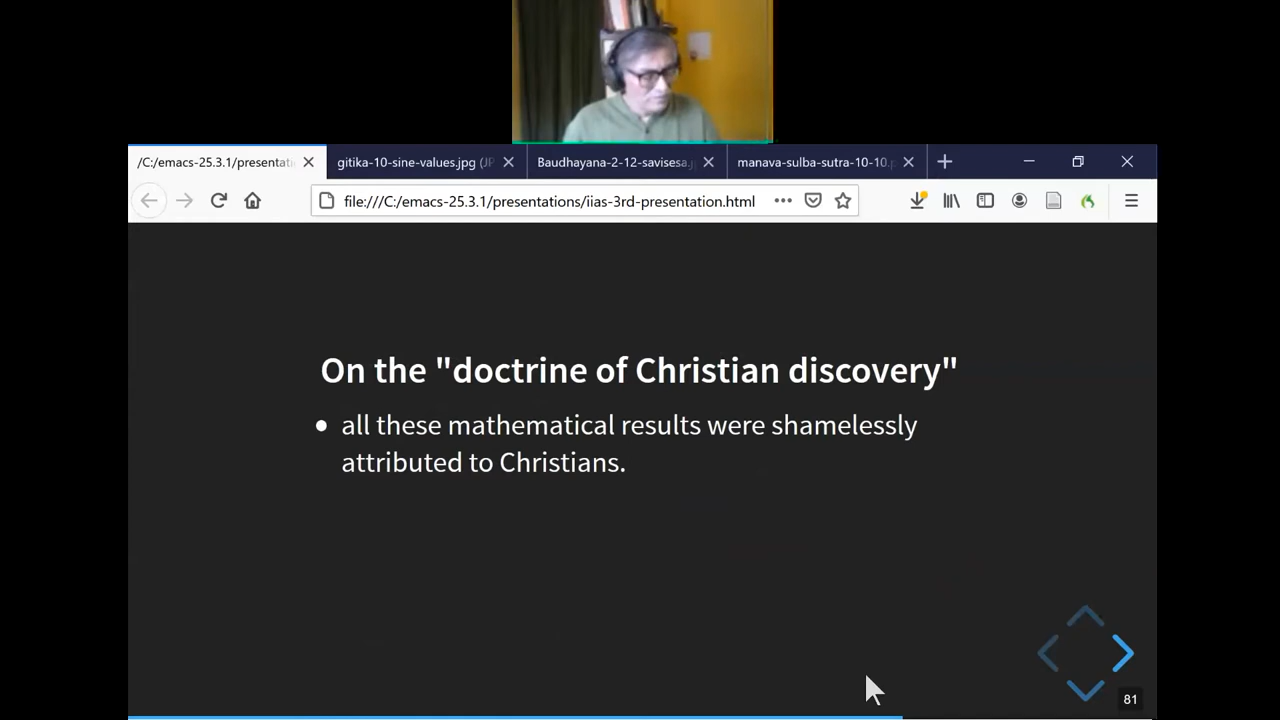 /C:/emacs-25.3.1/presentati
gitika-10-sine-values.jpg (JP
Baudhayana-2-12-savisesa.j
manava-sulba-sutra-10-10.p
file:///C:/emacs-25.3.1/presentations/iias-3rd-presentation.html
On the "doctrine of Christian discovery"
all these mathematical results were shamelessly
attributed to Christians.
81